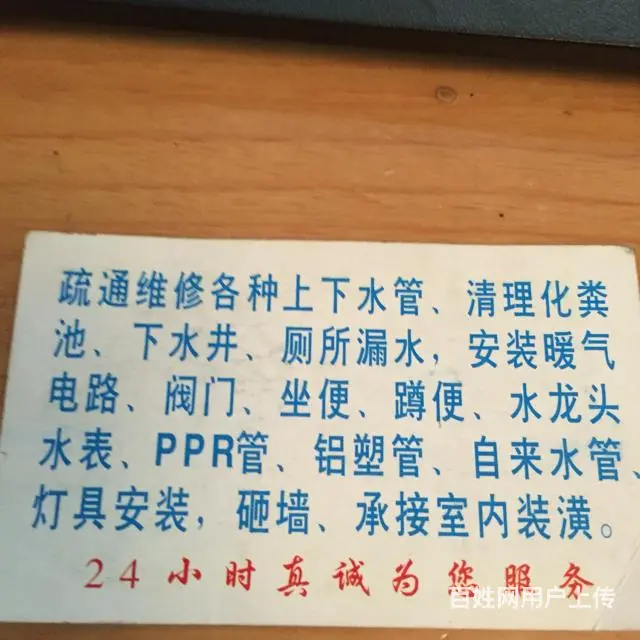 疏通维修各种上下水管、清理化粪
池、下水井、厕所漏水，安装暖气
电路、阀门、坐便、蹲便、水龙头
水表、PPR管、铝塑管、自来水管、
灯具安装，砸墙、承接室内装潢。
24小时真诚为您服务
百姓网用户上传